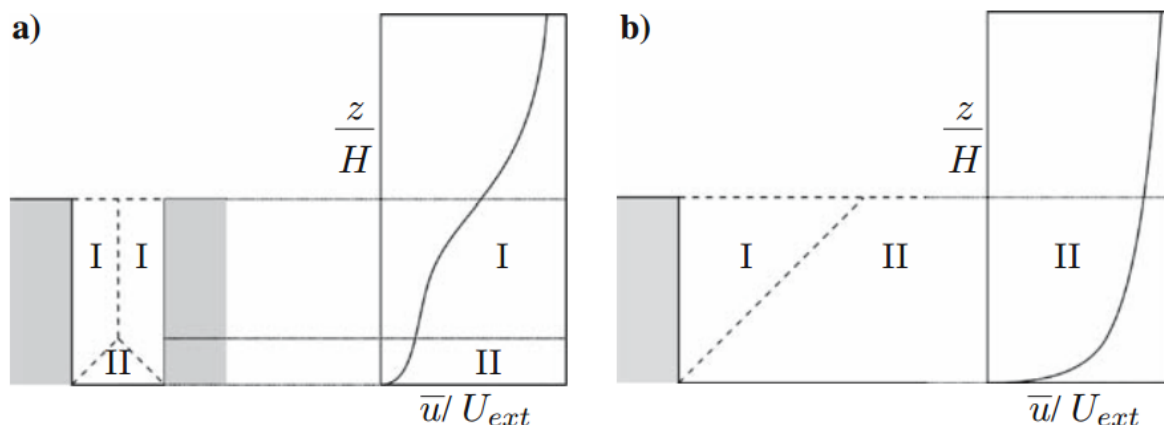 a)
z/H
I I I
II II
u̅/ U_ext
b)
z/H
I II II
u̅/ U_ext